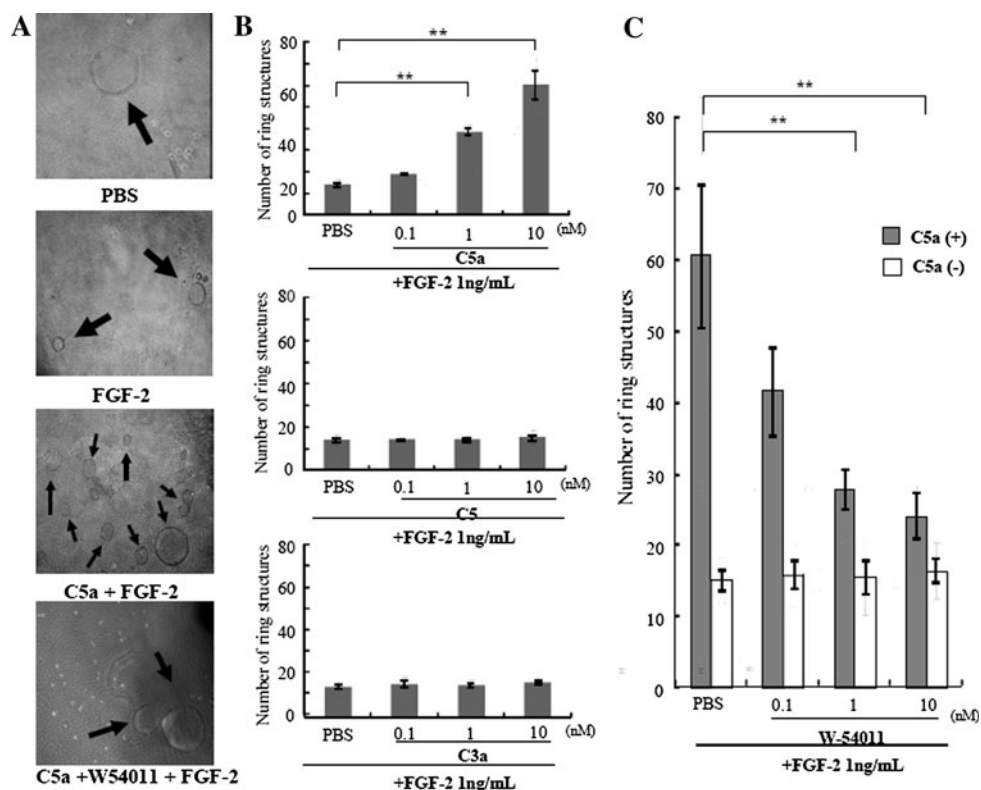 A
PBS
FGF-2
C5a + FGF-2
C5a +W54011 + FGF-2
B
Number of ring structures
80
60
40
20
0
**
**
PBS 0.1 1 10 (nM)
C5a
+FGF-2 1ng/mL
Number of ring structures
80
60
40
20
0
PBS 0.1 1 10 (nM)
C5
+FGF-2 1ng/mL
Number of ring structures
80
60
40
20
0
PBS 0.1 1 10 (nM)
C3a
+FGF-2 1ng/mL
C
Number of ring structures
80
70
60
50
40
30
20
10
0
**
**
C5a (+)
C5a (-)
PBS 0.1 1 10 (nM)
W-54011
+FGF-2 1ng/mL